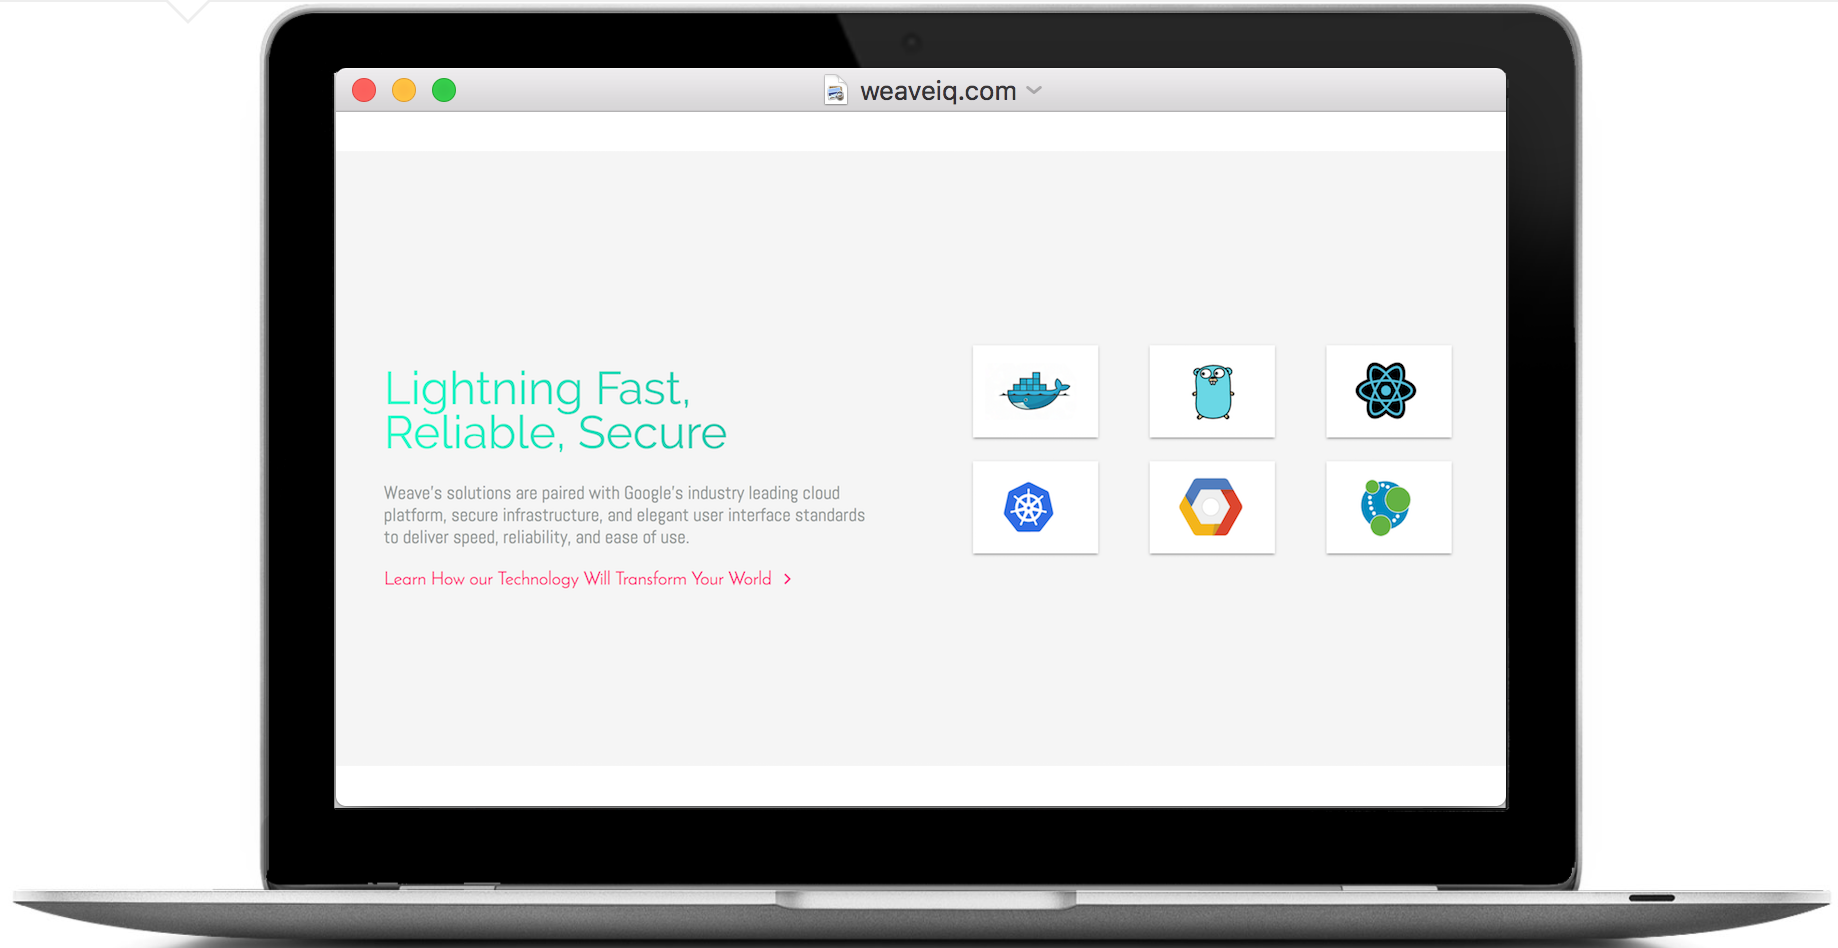 weaveiq.com
Lightning Fast,
Reliable, Secure
Weave's solutions are paired with Google's industry leading cloud
platform, secure infrastructure, and elegant user interface standards
to deliver speed, reliability, and ease of use.
Learn How our Technology Will Transform Your World >